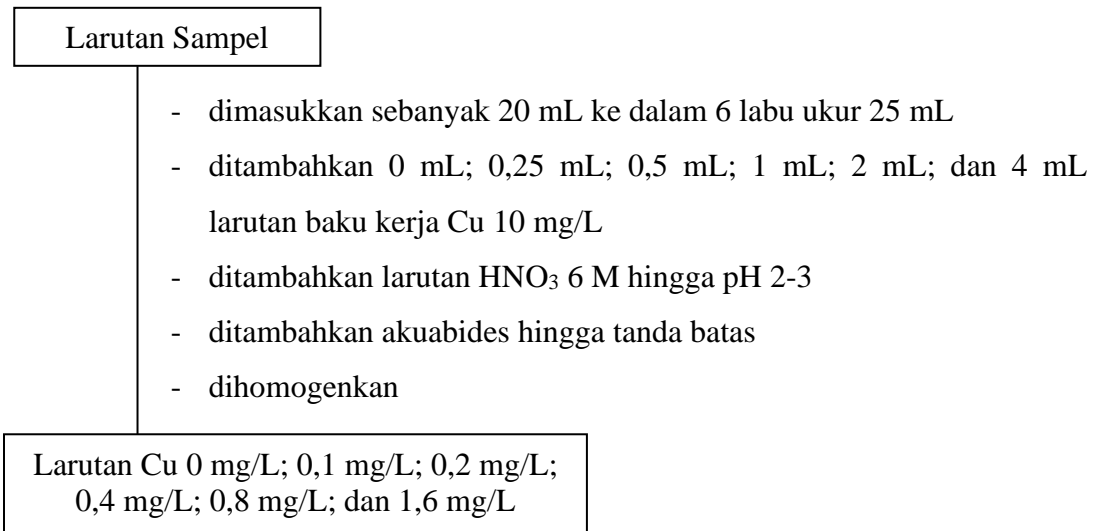 Larutan Sampel
- dimasukkan sebanyak 20 mL ke dalam 6 labu ukur 25 mL
- ditambahkan 0 mL; 0,25 mL; 0,5 mL; 1 mL; 2 mL; dan 4 mL
larutan baku kerja Cu 10 mg/L
- ditambahkan larutan HNO₃ 6 M hingga pH 2-3
- ditambahkan akuabides hingga tanda batas
- dihomogenkan
Larutan Cu 0 mg/L; 0,1 mg/L; 0,2 mg/L;
0,4 mg/L; 0,8 mg/L; dan 1,6 mg/L